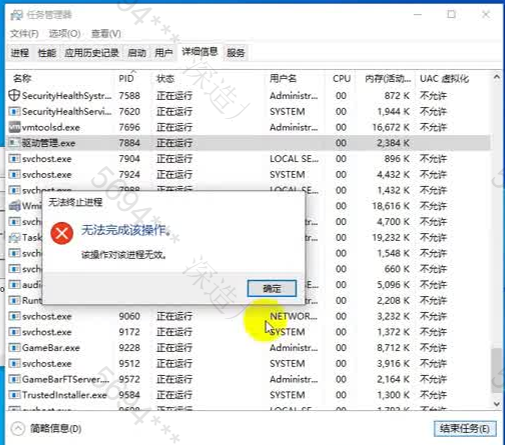 任务管理器
文件(F) 选项(O) 查看(V)
进程 性能 应用历史记录 启动 用户 详细信息 服务
名称 PID 状态 用户名 CPU 内存(活动... UAC 虚拟化
SecurityHealthSystr... 7588 正在运行 Administr... 00 872 K 不允许
SecurityHealthServi... 7620 正在运行 SYSTEM 00 1,944 K 不允许
vmtoolsd.exe 7696 正在运行 Administr... 00 16,672 K 不允许
驱动管理.exe 7884 正在运行 00 2,384 K 不允许
svchost.exe 7904 正在运行 LOCAL SE... 00 896 K 不允许
svchost.exe 7924 正在运行 SYSTEM 00 4,432 K 不允许
svchost.exe 7988 正在运行 LOCAL SE... 00 1,432 K 不允许
Wmi 00 18,616 K 不允许
svch 00 4,700 K 不允许
Task 00 19,232 K 不允许
svch 00 1,548 K 不允许
svch 00 660 K 不允许
audio 00 5,096 K 不允许
Runt 00 2,208 K 不允许
无法终止进程
无法完成该操作。
该操作对该进程无效。
确定
svchost.exe 9060 正在运行 NETWOR... 00 3,232 K 不允许
svchost.exe 9172 正在运行 SYSTEM 00 1,372 K 不允许
GameBar.exe 9228 正在运行 Administr... 00 8,712 K 不允许
svchost.exe 9512 正在运行 SYSTEM 00 3,916 K 不允许
GameBarFTServer.... 9572 正在运行 Administr... 00 2,164 K 不允许
TrustedInstaller.exe 9584 正在运行 SYSTEM 00 1,300 K 不允许
简略信息(D) 结束任务(E)